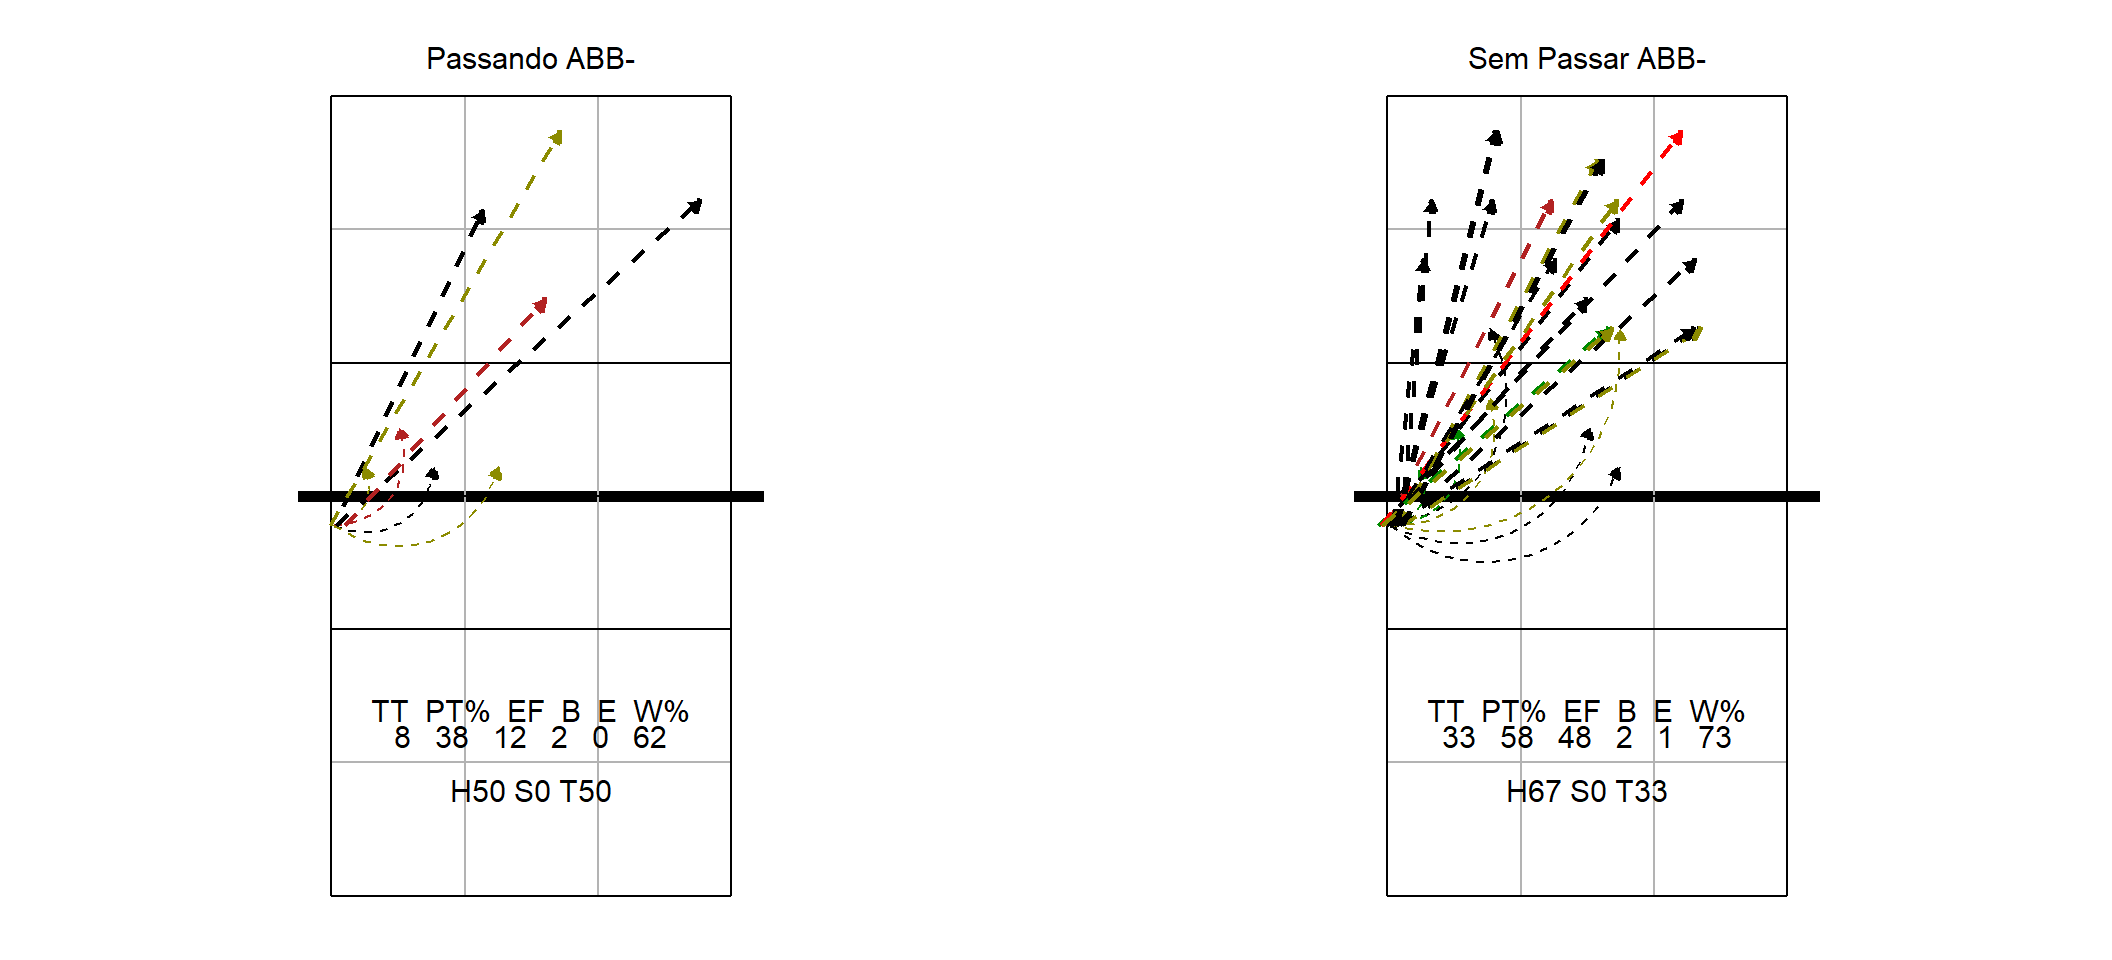 Passando ABB-
TT PT% EF B E W%
8 38 12 2 0 62
H50 S0 T50
Sem Passar ABB-
TT PT% EF B E W%
33 58 48 2 1 73
H67 S0 T33